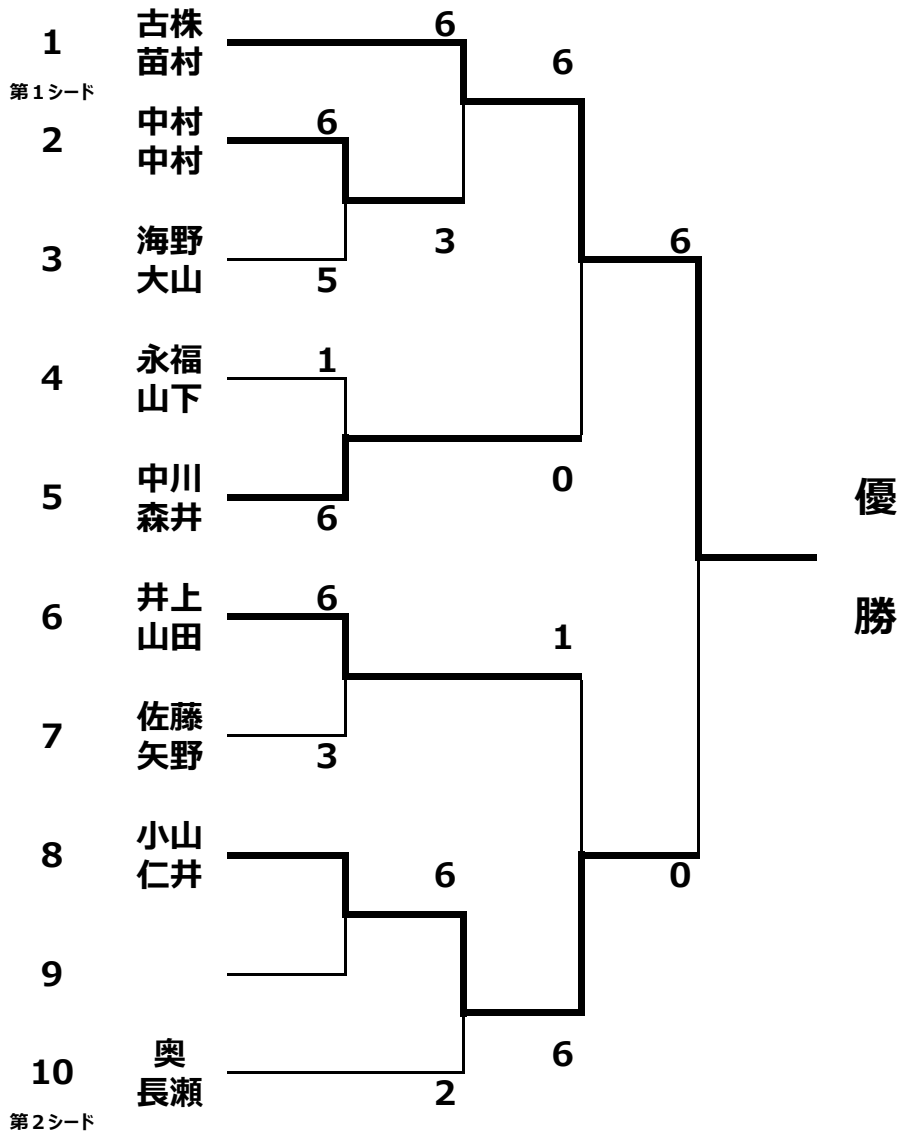 1
古株
苗村
第１シード
2
中村
中村
3
海野
大山
4
永福
山下
5
中川
森井
6
井上
山田
7
佐藤
矢野
8
小山
仁井
9
10
奥
長瀬
第２シード
6
6
6
5
3
6
1
6
0
6
3
1
6
2
6
0
優
勝